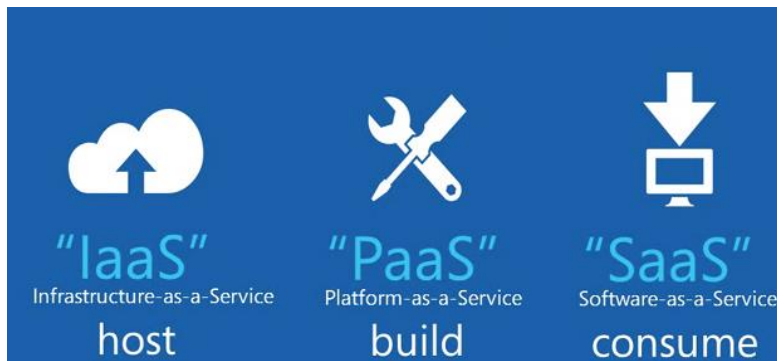 “IaaS”
Infrastructure-as-a-Service
host
“PaaS”
Platform-as-a-Service
build
“SaaS”
Software-as-a-Service
consume